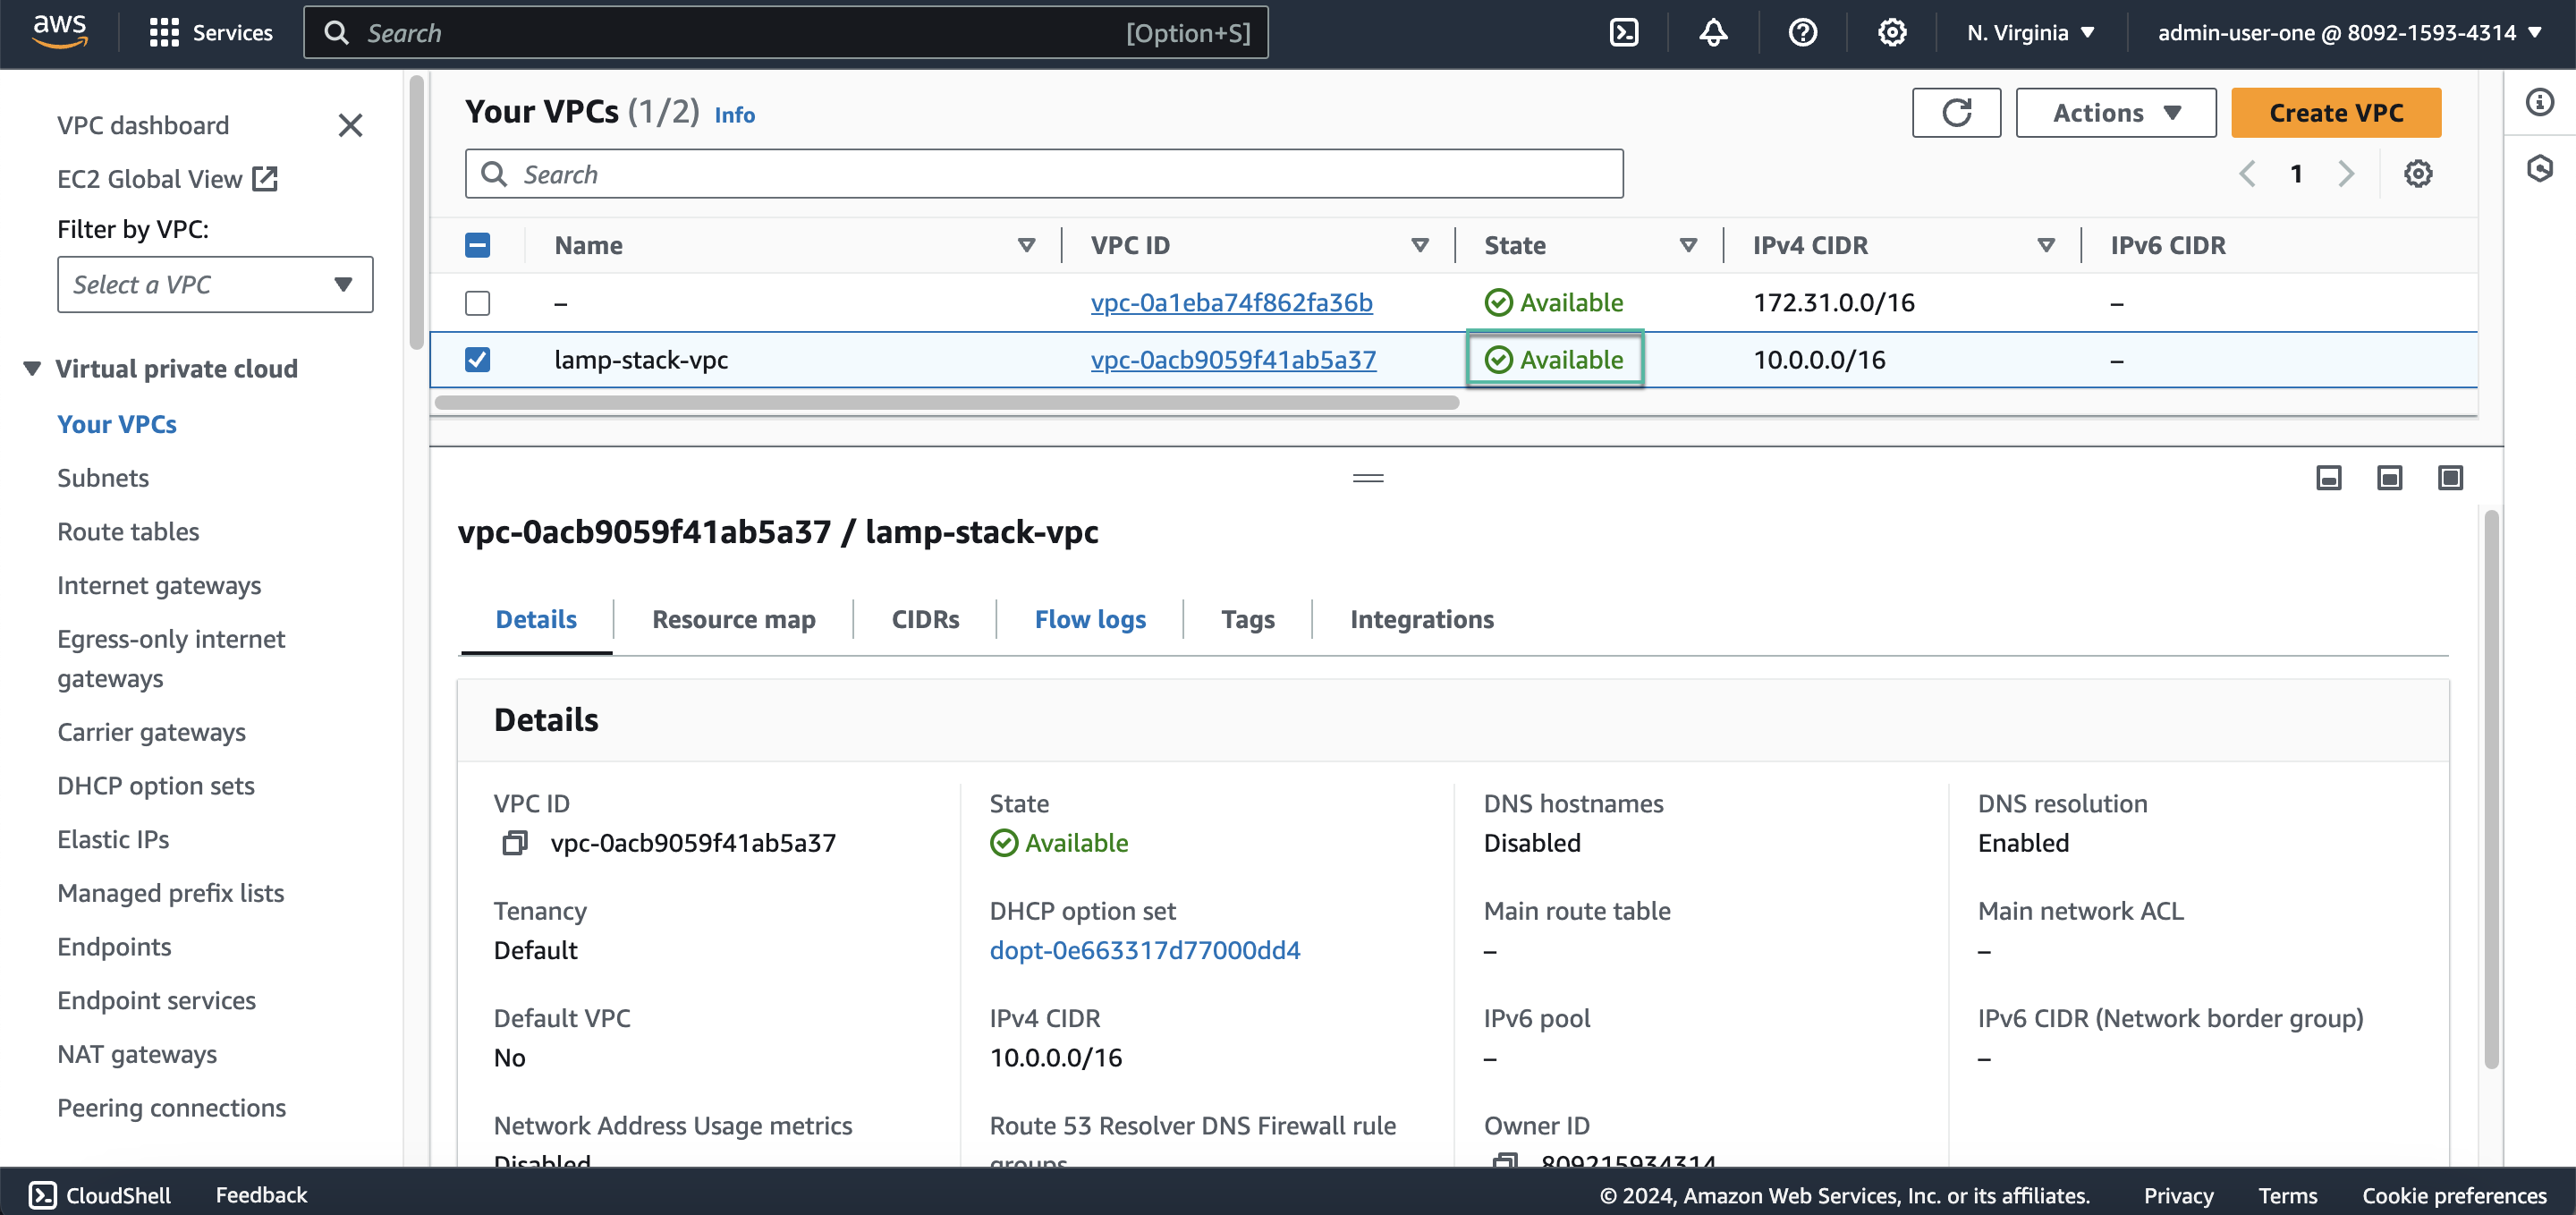 aws
Services
Search
[Option+S]
N. Virginia
admin-user-one @ 8092-1593-4314
VPC dashboard
EC2 Global View
Filter by VPC:
Select a VPC
Virtual private cloud
Your VPCs
Subnets
Route tables
Internet gateways
Egress-only internet
gateways
Carrier gateways
DHCP option sets
Elastic IPs
Managed prefix lists
Endpoints
Endpoint services
NAT gateways
Peering connections
Your VPCs (1/2) Info
Actions
Create VPC
Search
1
Name VPC ID State IPv4 CIDR IPv6 CIDR
– vpc-0a1eba74f862fa36b Available 172.31.0.0/16 –
lamp-stack-vpc vpc-0acb9059f41ab5a37 Available 10.0.0.0/16 –
vpc-0acb9059f41ab5a37 / lamp-stack-vpc
Details Resource map CIDRs Flow logs Tags Integrations
Details
VPC ID
vpc-0acb9059f41ab5a37
State
Available
DNS hostnames
Disabled
DNS resolution
Enabled
Tenancy
Default
DHCP option set
dopt-0e663317d77000dd4
Main route table
–
Main network ACL
–
Default VPC
No
IPv4 CIDR
10.0.0.0/16
IPv6 pool
–
IPv6 CIDR (Network border group)
–
Network Address Usage metrics
Disabled
Route 53 Resolver DNS Firewall rule
groups
Owner ID
809215934314
CloudShell
Feedback
© 2024, Amazon Web Services, Inc. or its affiliates.
Privacy
Terms
Cookie preferences